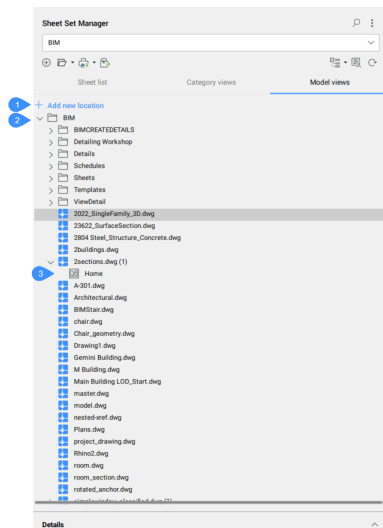 Sheet Set Manager
BIM
Sheet list Category views Model views
1 Add new location
2 BIM
BIMCREATEDETAILS
Detailing Workshop
Details
Schedules
Sheets
Templates
ViewDetail
2022_SingleFamily_3D.dwg
23622_SurfaceSection.dwg
2804 Steel_Structure_Concrete.dwg
2buildings.dwg
2sections.dwg (1)
3 Home
A-301.dwg
Architectural.dwg
BIMStair.dwg
chair.dwg
Chair_geometry.dwg
Drawing1.dwg
Gemini Building.dwg
M Building.dwg
Main Building LOD_Start.dwg
master.dwg
model.dwg
nested-xref.dwg
Plans.dwg
project_drawing.dwg
Rhino2.dwg
room.dwg
room_section.dwg
rotated_anchor.dwg
Details